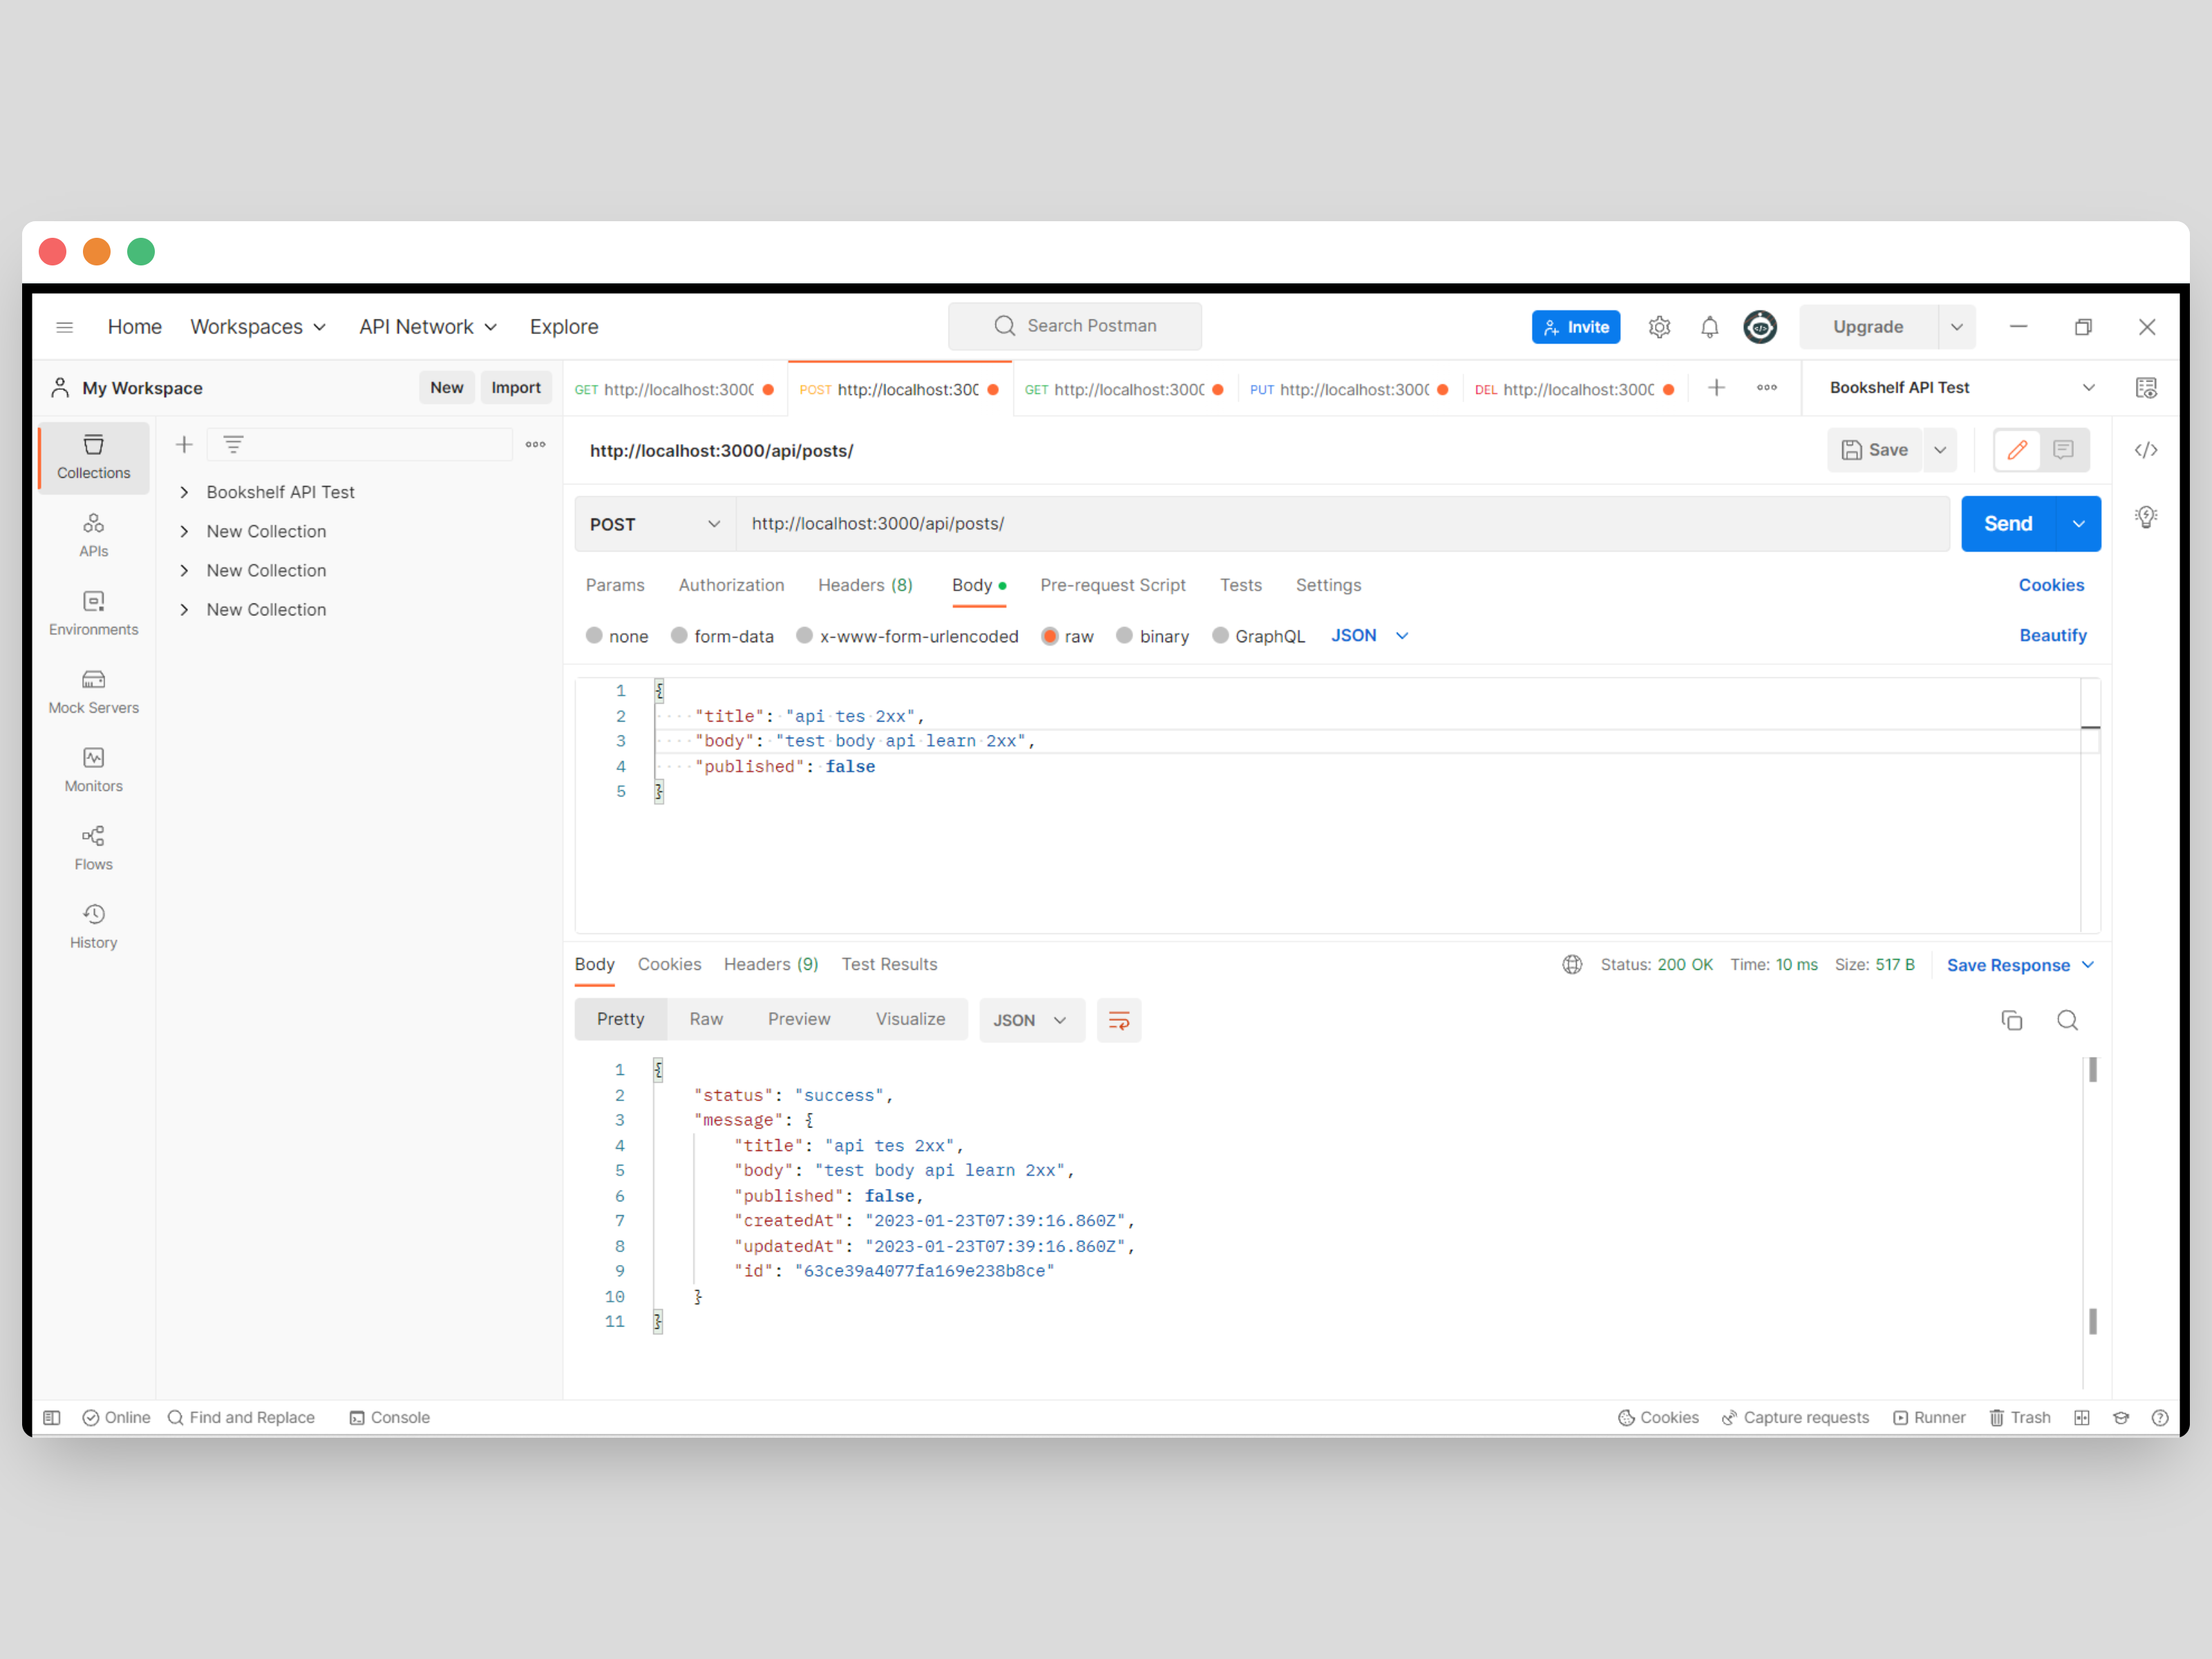 Home Workspaces API Network Explore Search Postman Invite Upgrade
My Workspace New Import GET http://localhost:3000 POST http://localhost:300 GET http://localhost:3000 PUT http://localhost:3000 DEL http://localhost:3000 Bookshelf API Test
Collections
APIs
Environments
Mock Servers
Monitors
Flows
History
Bookshelf API Test
New Collection
New Collection
New Collection
http://localhost:3000/api/posts/ Save
POST http://localhost:3000/api/posts/ Send
Params Authorization Headers (8) Body Pre-request Script Tests Settings Cookies
none form-data x-www-form-urlencoded raw binary GraphQL JSON Beautify
1 {
2 "title": "api tes 2xx",
3 "body": "test body api learn 2xx",
4 "published": false
5 }
Body Cookies Headers (9) Test Results Status: 200 OK Time: 10 ms Size: 517 B Save Response
Pretty Raw Preview Visualize JSON
1 {
2 "status": "success",
3 "message": {
4 "title": "api tes 2xx",
5 "body": "test body api learn 2xx",
6 "published": false,
7 "createdAt": "2023-01-23T07:39:16.860Z",
8 "updatedAt": "2023-01-23T07:39:16.860Z",
9 "id": "63ce39a4077fa169e238b8ce"
10 }
11 }
Online Find and Replace Console Cookies Capture requests Runner Trash